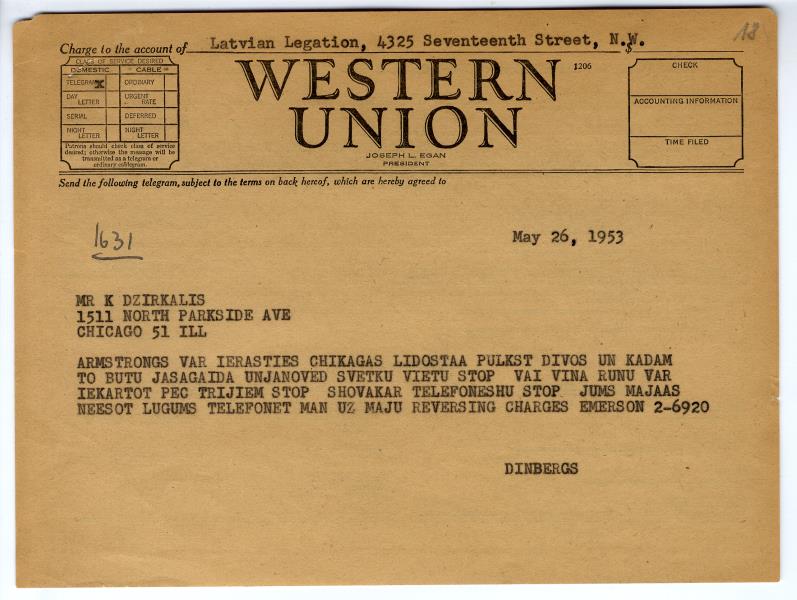 18
Charge to the account of Latvian Legation, 4325 Seventeenth Street, N.W.
$
CLASS OF SERVICE DESIRED
DOMESTIC CABLE
TELEGRAM X ORDINARY
DAY LETTER URGENT RATE
SERIAL DEFERRED
NIGHT LETTER NIGHT LETTER
Patrons should check class of service
desired; otherwise the message will be
transmitted as a telegram or
ordinary cablegram.
WESTERN
UNION
1206
JOSEPH L. EGAN
PRESIDENT
CHECK
ACCOUNTING INFORMATION
TIME FILED
Send the following telegram, subject to the terms on back hereof, which are hereby agreed to
1631
May 26, 1953
MR K DZIRKALIS
1511 NORTH PARKSIDE AVE
CHICAGO 51 ILL
ARMSTRONGS VAR IERASTIES CHIKAGAS LIDOSTAA PULKST DIVOS UN KADAM
TO BUTU JASAGAIDA UNJANOVED SVETKU VIETU STOP VAI VINA RUNU VAR
IEKARTOT PEC TRIJIEM STOP SHOVAKAR TELEFONESHU STOP JUMS MAJAAS
NEESOT LUGUMS TELEFONET MAN UZ MAJU REVERSING CHARGES EMERSON 2-6920
DINBERGS